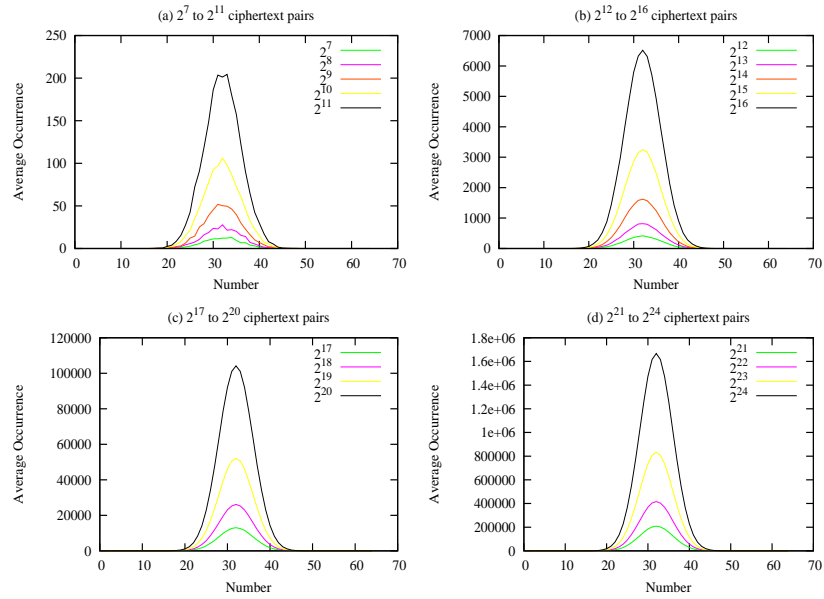 (a) 2^7 to 2^11 ciphertext pairs
250
200
150
100
50
0
0 10 20 30 40 50 60 70
Average Occurrence
Number
2^7
2^8
2^9
2^10
2^11
(b) 2^12 to 2^16 ciphertext pairs
7000
6000
5000
4000
3000
2000
1000
0
0 10 20 30 40 50 60 70
Average Occurrence
Number
2^12
2^13
2^14
2^15
2^16
(c) 2^17 to 2^20 ciphertext pairs
120000
100000
80000
60000
40000
20000
0
0 10 20 30 40 50 60 70
Average Occurrence
Number
2^17
2^18
2^19
2^20
(d) 2^21 to 2^24 ciphertext pairs
1.8e+06
1.6e+06
1.4e+06
1.2e+06
1e+06
800000
600000
400000
200000
0
0 10 20 30 40 50 60 70
Average Occurrence
Number
2^21
2^22
2^23
2^24